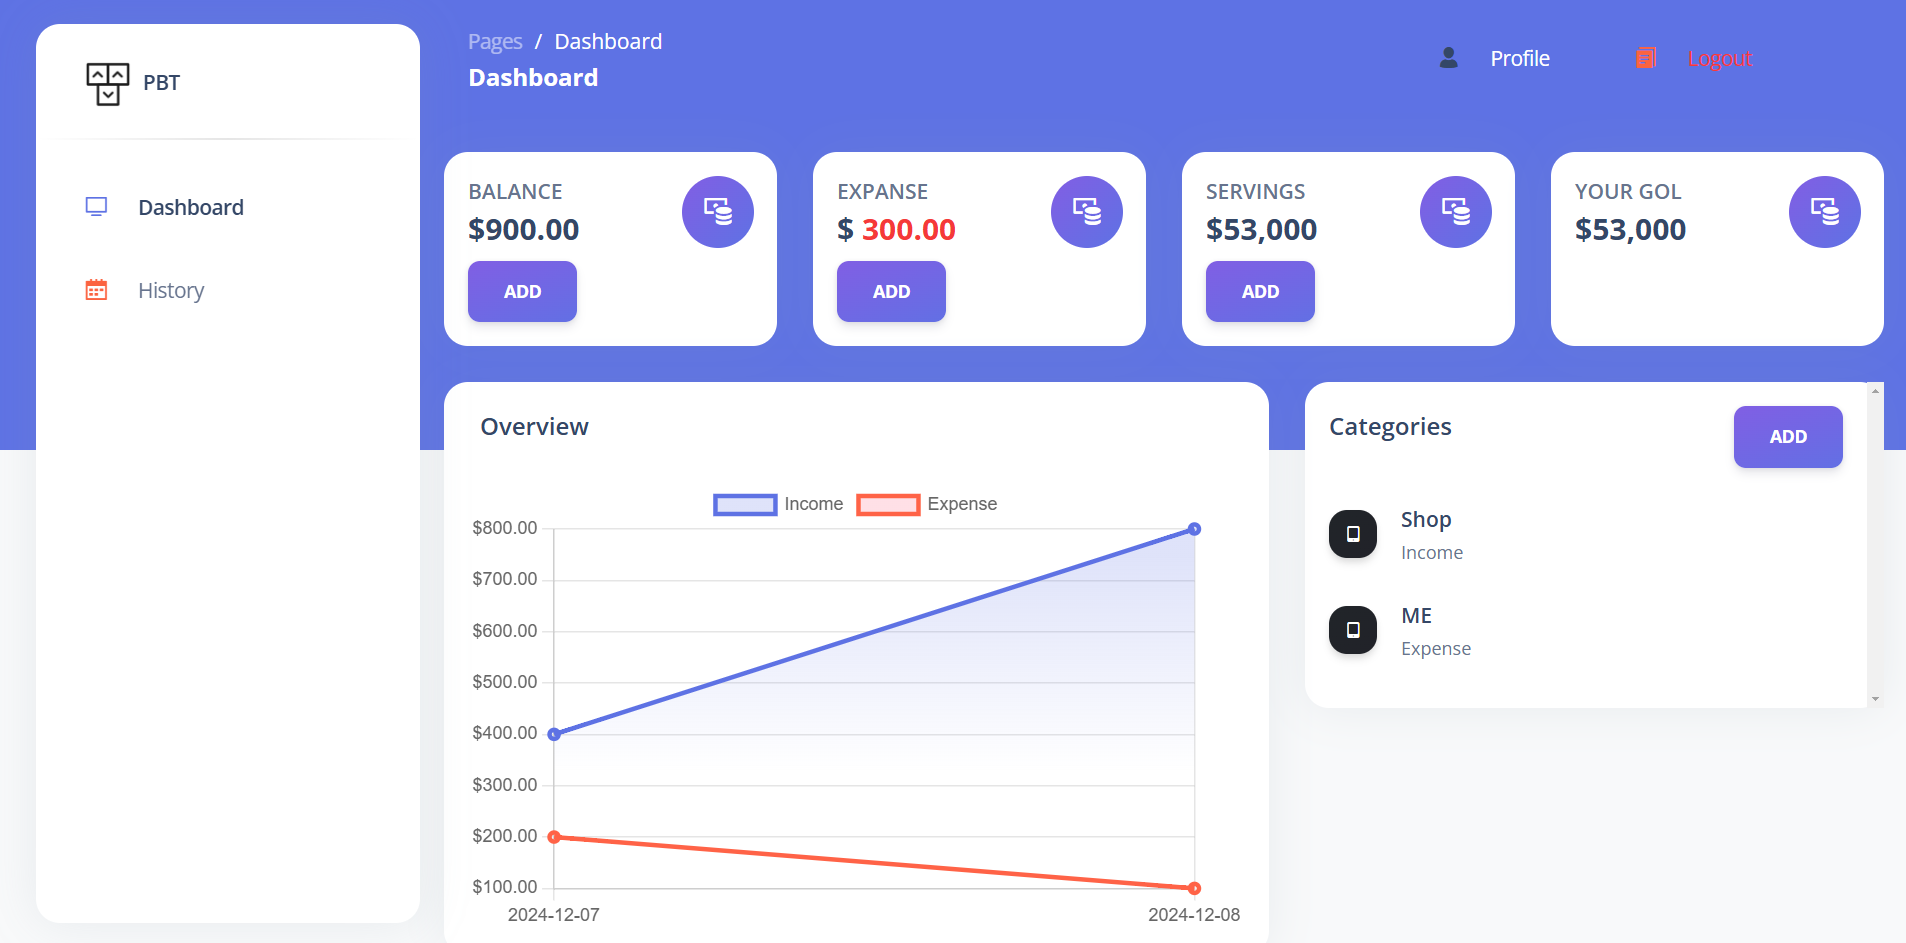 PBT
Dashboard
History
Pages / Dashboard
Dashboard
Profile
Logout
BALANCE
$900.00
ADD
EXPANSE
$ 300.00
ADD
SERVINGS
$53,000
ADD
YOUR GOL
$53,000
Overview
Income Expense
$800.00
$700.00
$600.00
$500.00
$400.00
$300.00
$200.00
$100.00
2024-12-07 2024-12-08
Categories
ADD
Shop
Income
ME
Expense